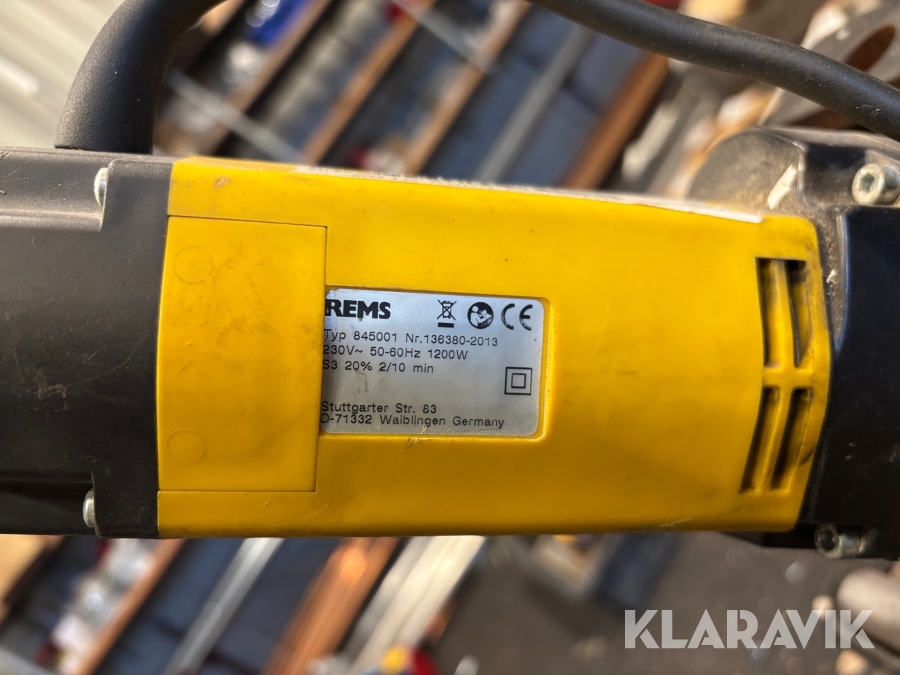 REMS CE
Typ 845001 Nr.136380-2013
230V~ 50-60Hz 1200W
S3 20% 2/10 min
Stuttgarter Str. 83
D-71332 Waiblingen Germany
KLARAVIK